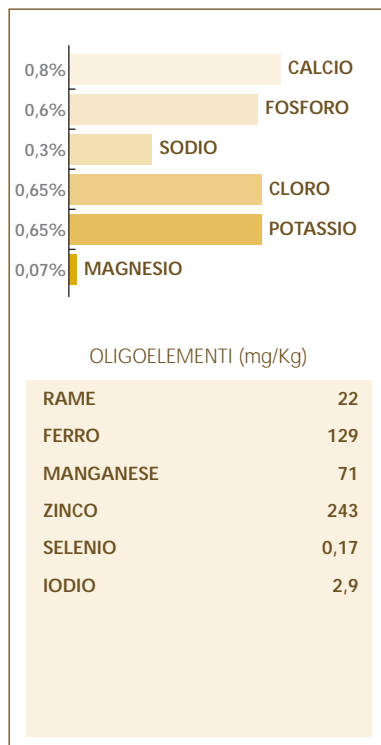 0,8% CALCIO
0,6% FOSFORO
0,3% SODIO
0,65% CLORO
0,65% POTASSIO
0,07% MAGNESIO
OLIGOELEMENTI (mg/Kg)
RAME 22
FERRO 129
MANGANESE 71
ZINCO 243
SELENIO 0,17
IODIO 2,9